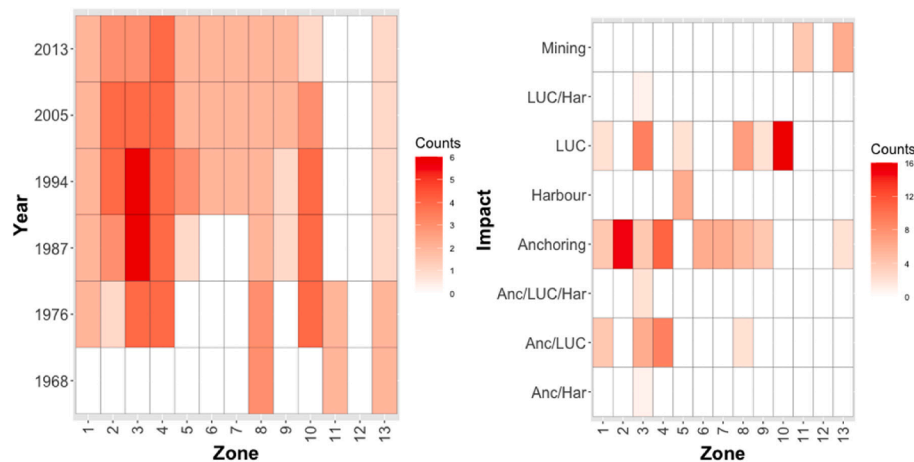 Year
2013
2005
1994
1987
1976
1968
1 2 3 4 5 6 7 8 9 10 11 12 13
Zone
Counts
6
5
4
3
2
1
0
Impact
Mining
LUC/Har
LUC
Harbour
Anchoring
Anc/LUC/Har
Anc/LUC
Anc/Har
1 2 3 4 5 6 7 8 9 10 11 12 13
Zone
Counts
16
12
8
4
0